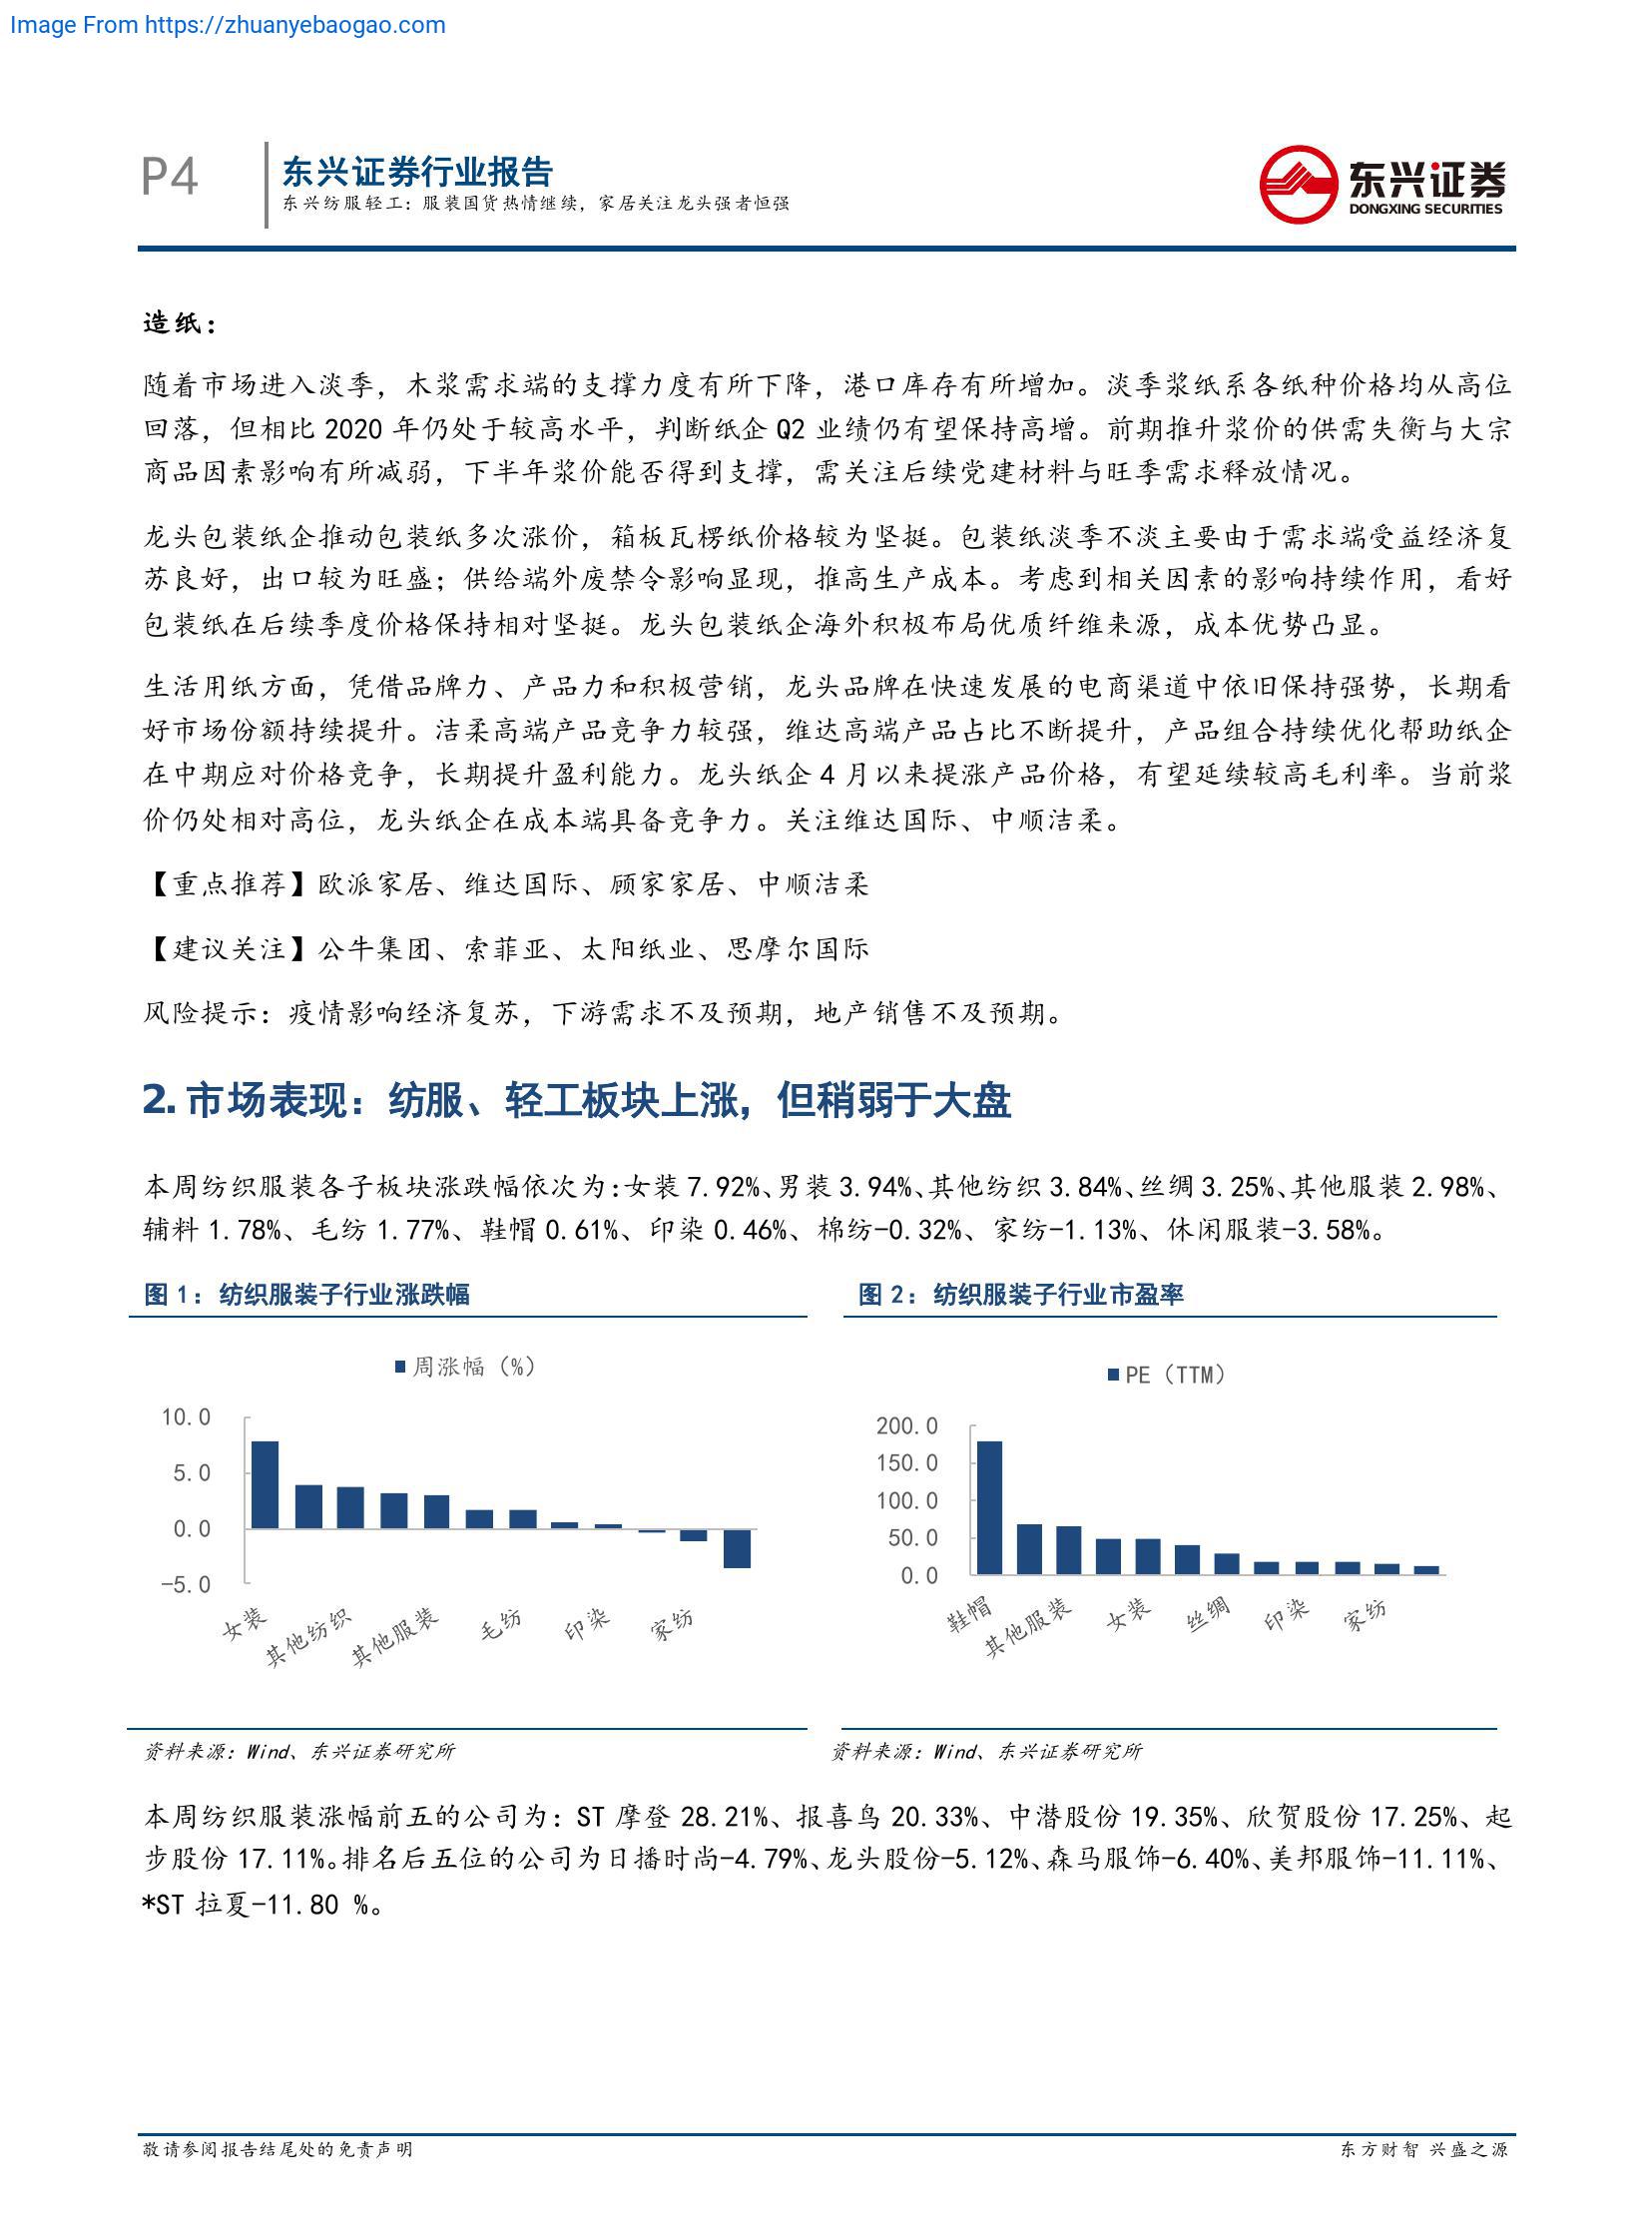 Image From https://zhuanyebaogao.com
P4
东兴证券行业报告
东兴纺服轻工：服装国货热情继续，家居关注龙头强者恒强
东兴证券
DONGXING SECURITIES
造纸：
随着市场进入淡季，木浆需求端的支撑力度有所下降，港口库存有所增加。淡季浆纸系各纸种价格均从高位
回落，但相比 2020 年仍处于较高水平，判断纸企 Q2 业绩仍有望保持高增。前期推升浆价的供需失衡与大宗
商品因素影响有所减弱，下半年浆价能否得到支撑，需关注后续党建材料与旺季需求释放情况。
龙头包装纸企推动包装纸多次涨价，箱板瓦楞纸价格较为坚挺。包装纸淡季不淡主要由于需求端受益经济复
苏良好，出口较为旺盛；供给端外废禁令影响显现，推高生产成本。考虑到相关因素的影响持续作用，看好
包装纸在后续季度价格保持相对坚挺。龙头包装纸企海外积极布局优质纤维来源，成本优势凸显。
生活用纸方面，凭借品牌力、产品力和积极营销，龙头品牌在快速发展的电商渠道中依旧保持强势，长期看
好市场份额持续提升。洁柔高端产品竞争力较强，维达高端产品占比不断提升，产品组合持续优化帮助纸企
在中期应对价格竞争，长期提升盈利能力。龙头纸企 4 月以来提涨产品价格，有望延续较高毛利率。当前浆
价仍处相对高位，龙头纸企在成本端具备竞争力。关注维达国际、中顺洁柔。
【重点推荐】欧派家居、维达国际、顾家家居、中顺洁柔
【建议关注】公牛集团、索菲亚、太阳纸业、思摩尔国际
风险提示：疫情影响经济复苏，下游需求不及预期，地产销售不及预期。
2. 市场表现：纺服、轻工板块上涨，但稍弱于大盘
本周纺织服装各子板块涨跌幅依次为：女装 7.92%、男装 3.94%、其他纺织 3.84%、丝绸 3.25%、其他服装 2.98%、
辅料 1.78%、毛纺 1.77%、鞋帽 0.61%、印染 0.46%、棉纺-0.32%、家纺-1.13%、休闲服装-3.58%。
图 1：纺织服装子行业涨跌幅
周涨幅（%）
10.0
5.0
0.0
-5.0
女装
其他纺织
其他服装
毛纺
印染
家纺
资料来源：Wind、东兴证券研究所
图 2：纺织服装子行业市盈率
PE（TTM）
200.0
150.0
100.0
50.0
0.0
鞋帽
其他服装
女装
丝绸
印染
家纺
资料来源：Wind、东兴证券研究所
本周纺织服装涨幅前五的公司为：ST 摩登 28.21%、报喜鸟 20.33%、中潜股份 19.35%、欣贺股份 17.25%、起
步股份 17.11%。排名后五位的公司为日播时尚-4.79%、龙头股份-5.12%、森马服饰-6.40%、美邦服饰-11.11%、
*ST 拉夏-11.80 %。
敬请参阅报告结尾处的免责声明
东方财智 兴盛之源